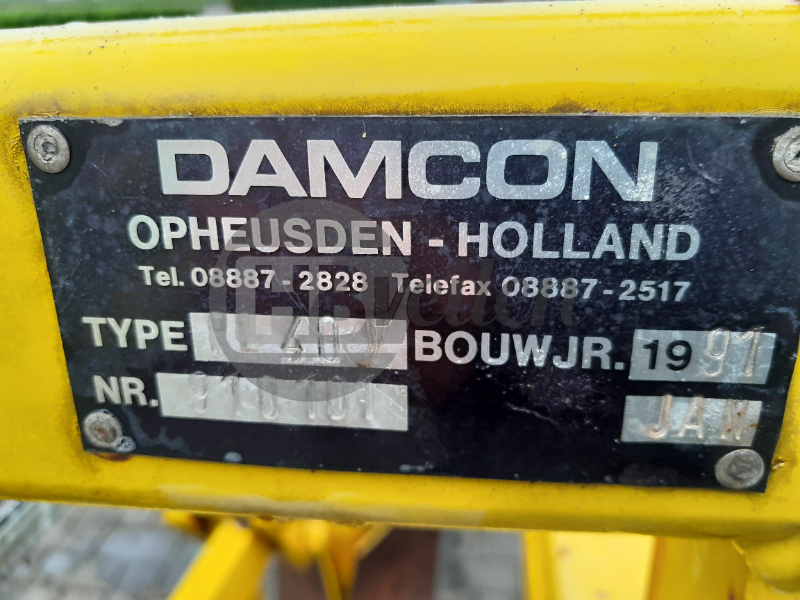 DAMCON
OPHEUSDEN - HOLLAND
Tel. 08887-2828 Telefax 08887-2517
TYPE BOUWJR. 1991
NR. JAN